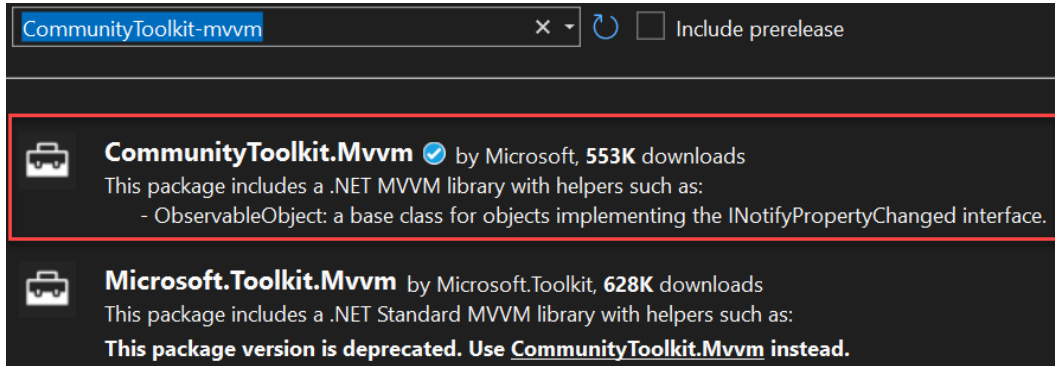 CommunityToolkit-mvvm Include prerelease
CommunityToolkit.Mvvm by Microsoft, 553K downloads
This package includes a .NET MVVM library with helpers such as:
- ObservableObject: a base class for objects implementing the INotifyPropertyChanged interface.
Microsoft.Toolkit.Mvvm by Microsoft.Toolkit, 628K downloads
This package includes a .NET Standard MVVM library with helpers such as:
This package version is deprecated. Use CommunityToolkit.Mvvm instead.